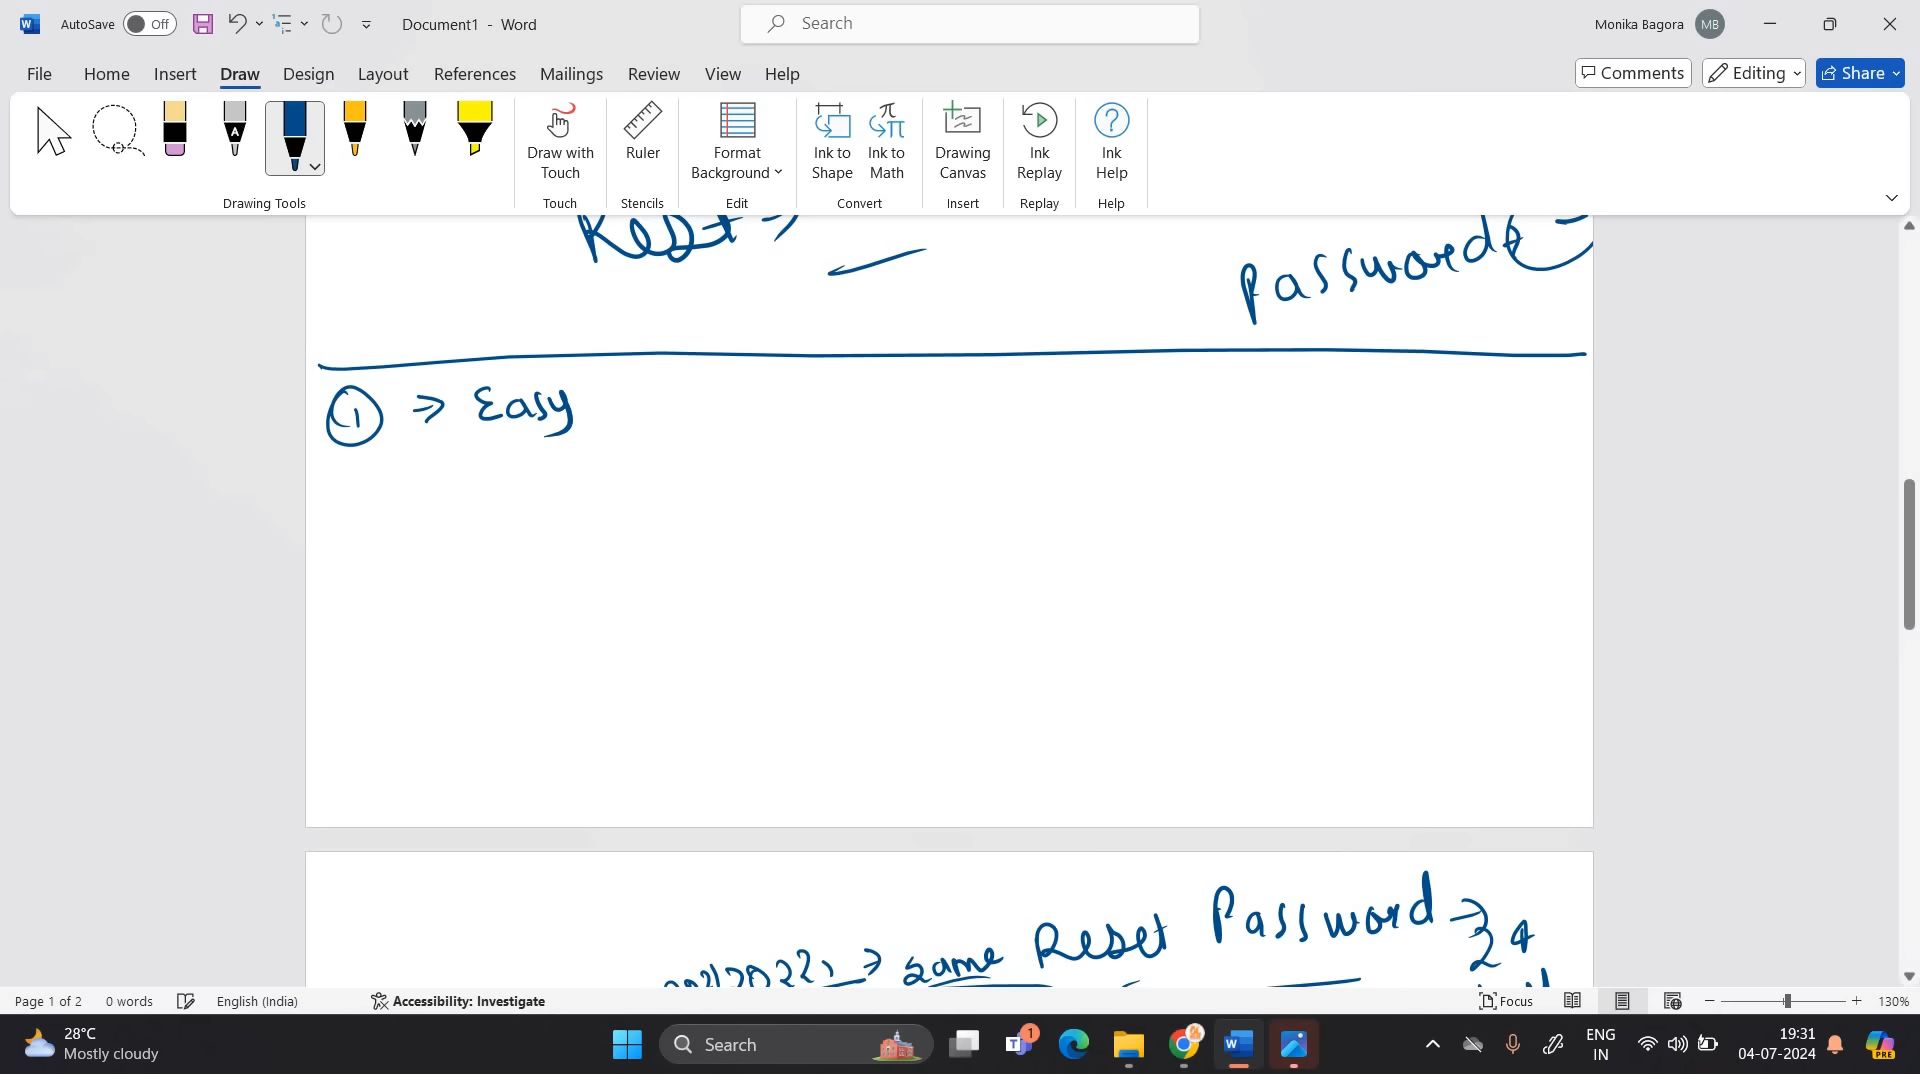 AutoSave Off Document1 - Word Search Monika Bagora MB
File Home Insert Draw Design Layout References Mailings Review View Help Comments Editing Share
A
Draw with Touch Ruler Format Background Ink to Shape Ink to Math Drawing Canvas Ink Replay Ink Help
Drawing Tools Touch Stencils Edit Convert Insert Replay Help
Password
① ⇒ Easy
Reset Password → 24
same
Page 1 of 2 0 words English (India) Accessibility: Investigate Focus 130%
28°C
Mostly cloudy
Search
1
ENG
IN
19:31
04-07-2024
PRE